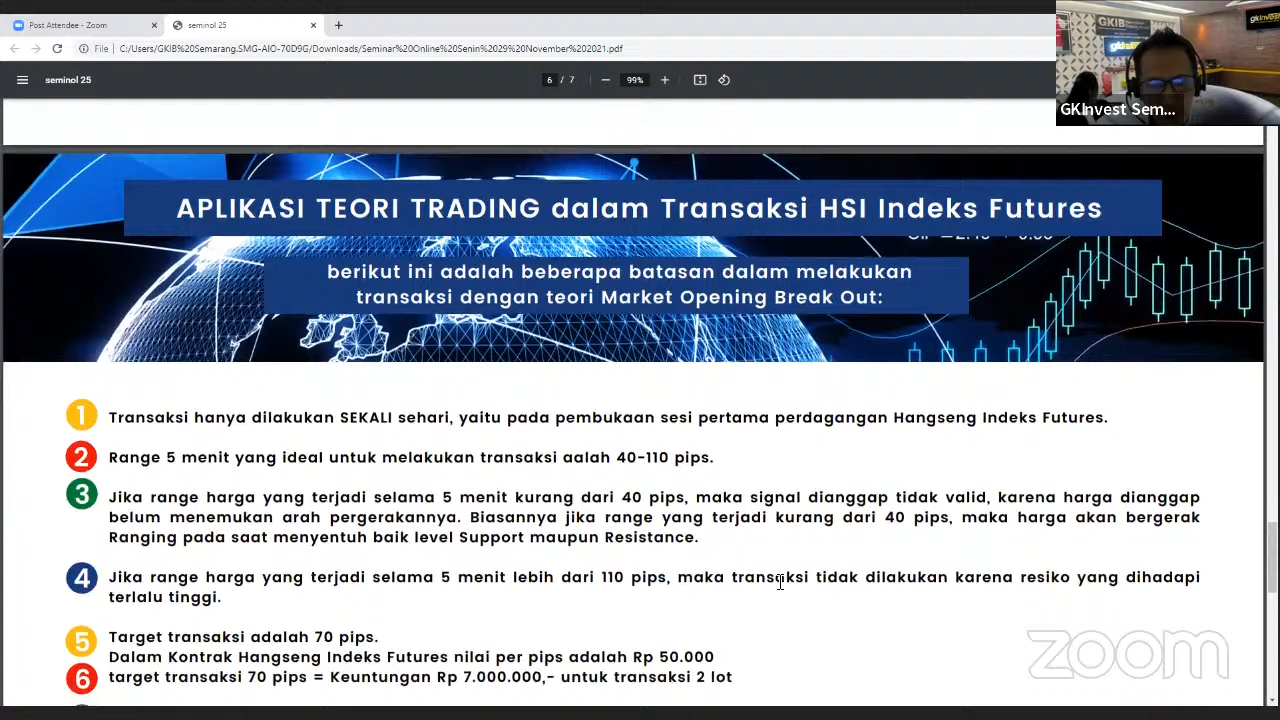 Post Attendee - Zoom
seminol 25
File
C:/Users/GKIB%20Semarang.SMG-AIO-70D9G/Downloads/Seminar%20
%20November%202021.pdf
seminol 25
6 / 7
99%
GKInvest Sem...
GKIB
gkinvest
APLIKASI TEORI TRADING dalam Transaksi HSI Indeks Futures
berikut ini adalah beberapa batasan dalam melakukan
transaksi dengan teori Market Opening Break Out:
1 Transaksi hanya dilakukan SEKALI sehari, yaitu pada pembukaan sesi pertama perdagangan Hangseng Indeks Futures.
2 Range 5 menit yang ideal untuk melakukan transaksi aalah 40-110 pips.
3 Jika range harga yang terjadi selama 5 menit kurang dari 40 pips, maka signal dianggap tidak valid, karena harga dianggap
belum menemukan arah pergerakannya. Biasannya jika range yang terjadi kurang dari 40 pips, maka harga akan bergerak
Ranging pada saat menyentuh baik level Support maupun Resistance.
4 Jika range harga yang terjadi selama 5 menit lebih dari 110 pips, maka transaksi tidak dilakukan karena resiko yang dihadapi
terlalu tinggi.
5 Target transaksi adalah 70 pips.
Dalam Kontrak Hangseng Indeks Futures nilai per pips adalah Rp 50.000
6 target transaksi 70 pips = Keuntungan Rp 7.000.000,- untuk transaksi 2 lot
zoom